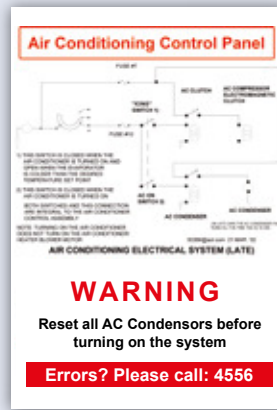 Air Conditioning Control Panel
FUSE #7
"ICING"
SWITCH 1)
AC CLUTCH
AC COMPRESSOR
ELECTROMAGNETIC
CLUTCH
FUSE #13
1) THIS SWITCH IS CLOSED WHEN THE
AIR CONDITIONER IS TURNED ON AND
OPEN WHEN THE EVAPORATOR
IS COLDER THAN THE DEGREE
TEMPERATURE SET POINT
2) THIS SWITCH IS CLOSED WHEN THE
AIR CONDITIONER IS TURNED ON
BOTH SWITCHES AND THIS CONNECTION
ARE INTEGRAL TO THE AIR CONDITIONER
CONTROL ASSEMBLY
AC ON
SWITCH 2)
AC CONDENSER
AC CONDENSER
NOTE: TURNING ON THE AIR CONDITIONER
DOES NOT TURN ON THE AIR CONDITIONER
HEATER BLOWER MOTOR
AIR CONDITIONING ELECTRICAL SYSTEM (LATE)
WARNING
Reset all AC Condensors before
turning on the system
Errors? Please call: 4556